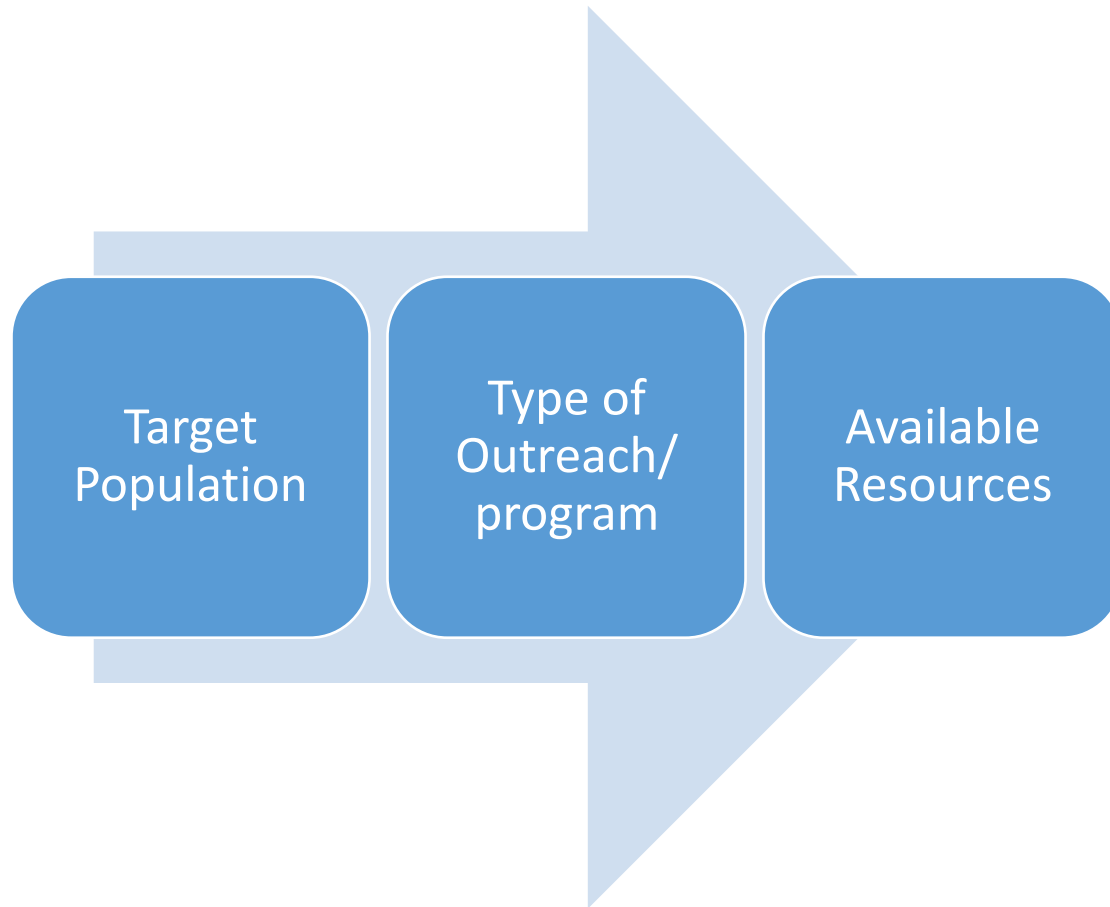 Target
Population
Type of
Outreach/
program
Available
Resources